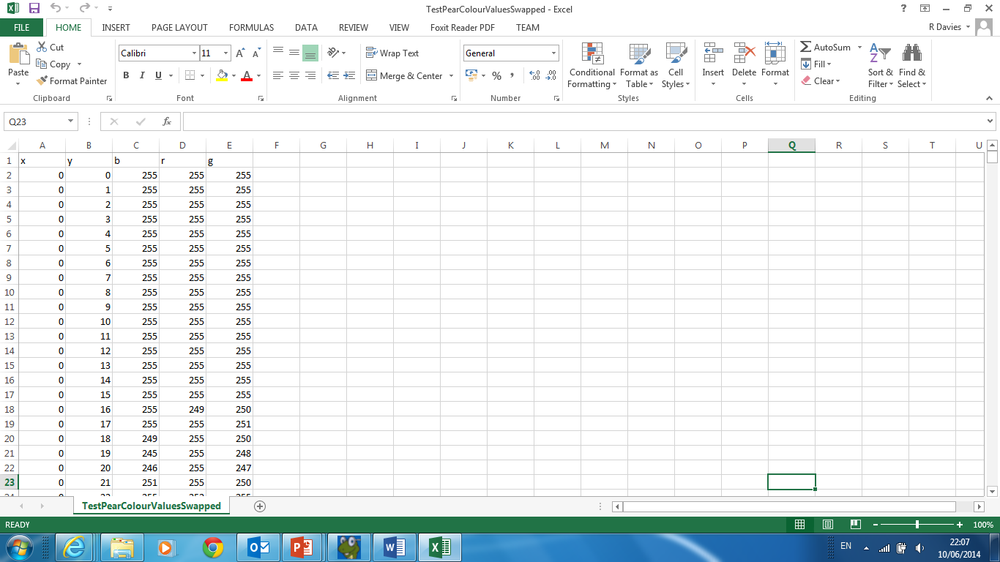 TestPearColourValuesSwapped - Excel
?
FILE HOME INSERT PAGE LAYOUT FORMULAS DATA REVIEW VIEW Foxit Reader PDF TEAM R Davies
Paste Cut Copy Format Painter
Calibri 11 A A
B I U A
Wrap Text
Merge & Center
General
% ,
Conditional Formatting Format as Table Cell Styles
Insert Delete Format
AutoSum Fill Clear
Sort & Filter Find & Select
Clipboard Font Alignment Number Styles Cells Editing
Q23 fx
A B C D E F G H I J K L M N O P Q R S T U
1 x y b r g
2 0 0 255 255 255
3 0 1 255 255 255
4 0 2 255 255 255
5 0 3 255 255 255
6 0 4 255 255 255
7 0 5 255 255 255
8 0 6 255 255 255
9 0 7 255 255 255
10 0 8 255 255 255
11 0 9 255 255 255
12 0 10 255 255 255
13 0 11 255 255 255
14 0 12 255 255 255
15 0 13 255 255 255
16 0 14 255 255 255
17 0 15 255 255 255
18 0 16 255 249 250
19 0 17 255 255 251
20 0 18 249 255 250
21 0 19 245 255 248
22 0 20 246 255 247
23 0 21 251 255 250
TestPearColourValuesSwapped
READY 100%
EN 22:07
10/06/2014